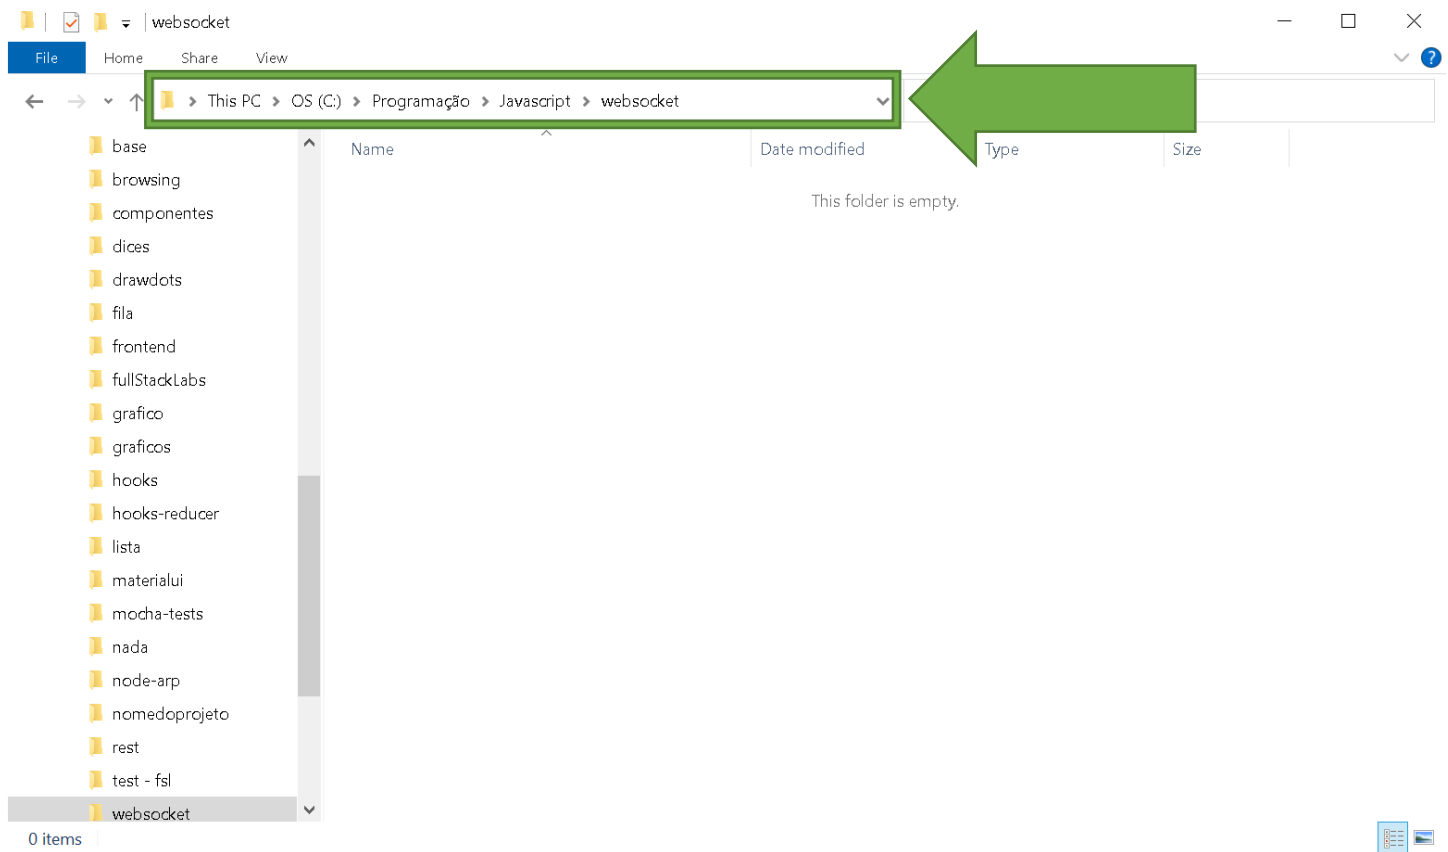 websocket
File Home Share View
This PC > OS (C:) > Programação > Javascript > websocket
Name Date modified Type Size
This folder is empty.
base
browsing
componentes
dices
drawdots
fila
frontend
fullStackLabs
grafico
graficos
hooks
hooks-reducer
lista
materialui
mocha-tests
nada
node-arp
nomedoprojeto
rest
test - fsl
websocket
0 items